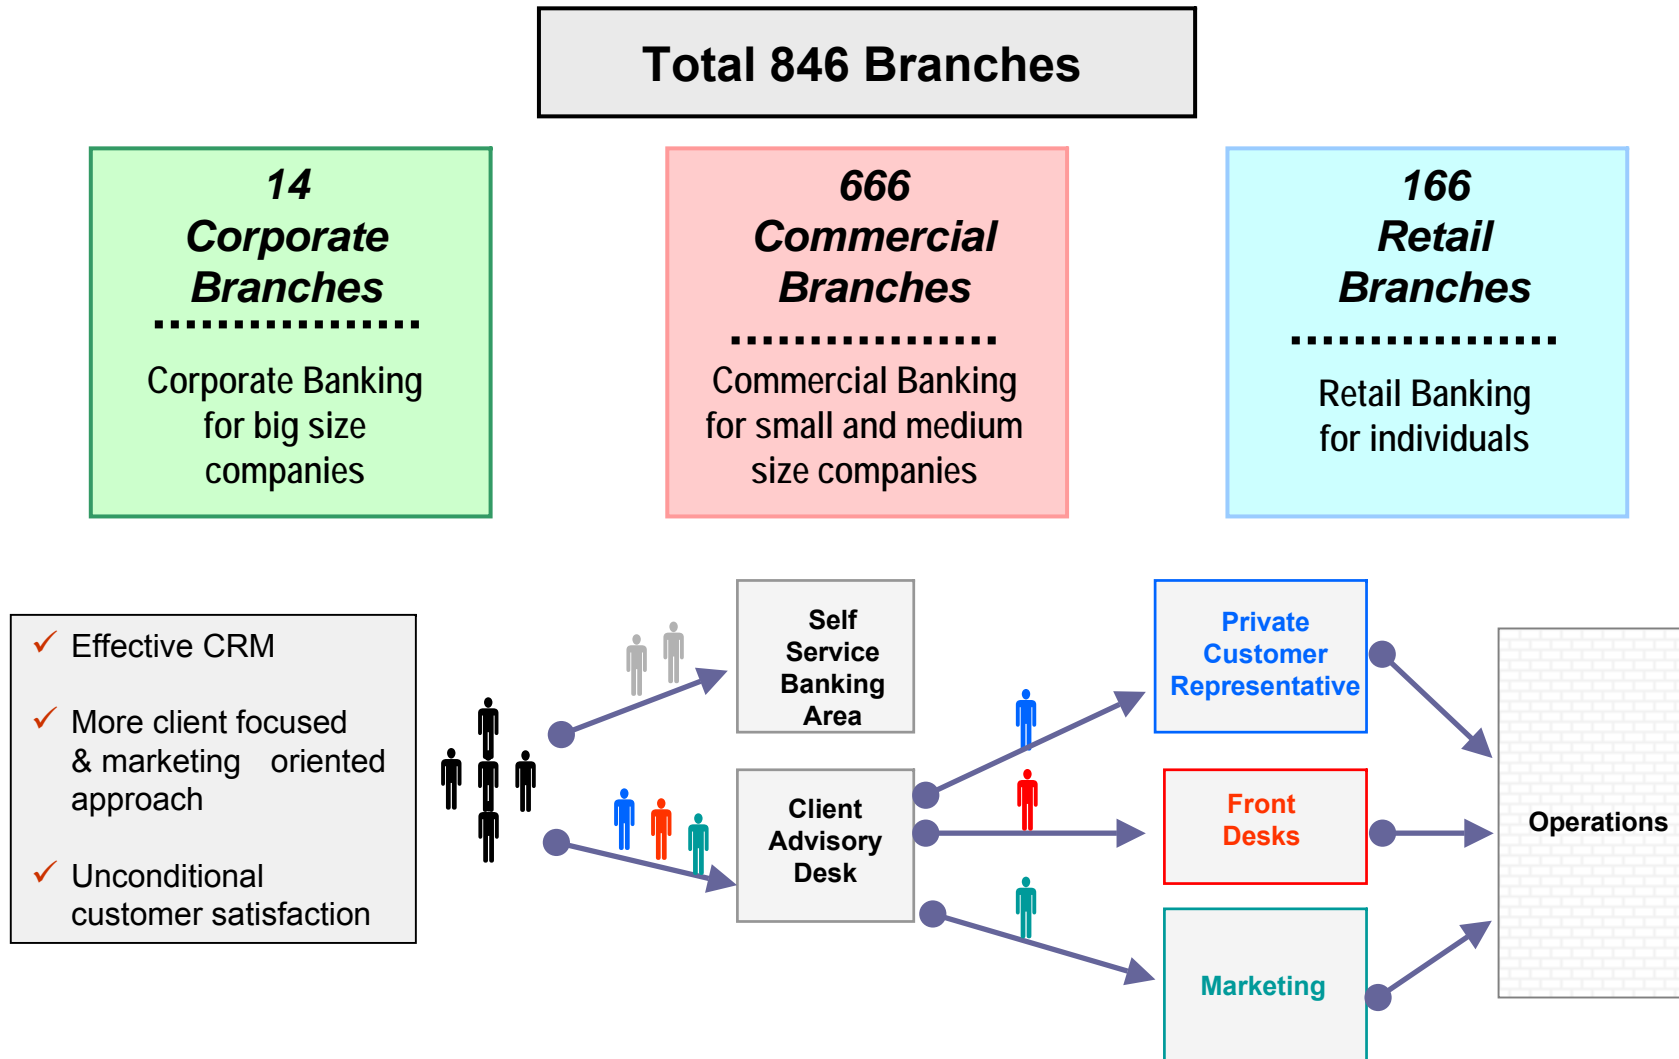 Total 846 Branches
14
Corporate
Branches
Corporate Banking
for big size
companies
666
Commercial
Branches
Commercial Banking
for small and medium
size companies
166
Retail
Branches
Retail Banking
for individuals
✓ Effective CRM
✓ More client focused
& marketing oriented
approach
✓ Unconditional
customer satisfaction
Self
Service
Banking
Area
Client
Advisory
Desk
Private
Customer
Representative
Front
Desks
Marketing
Operations